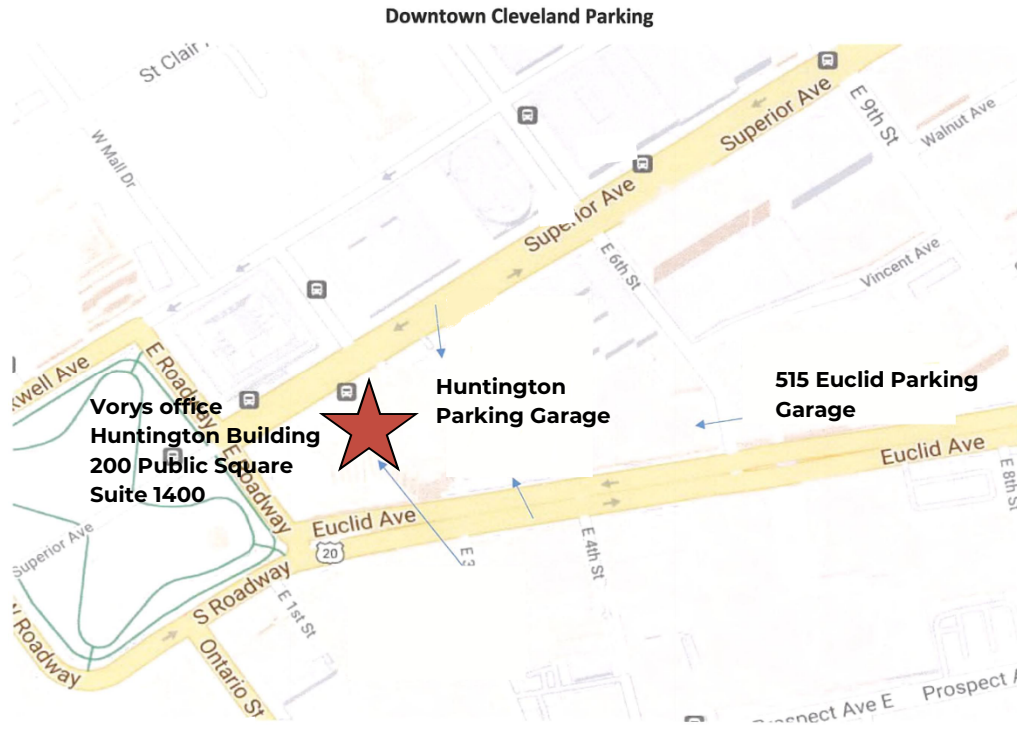 Downtown Cleveland Parking
St Clair
W Mall Dr
Superior Ave
E 9th St
Walnut Ave
Superior Ave
E 6th St
Vincent Ave
E Roadway
Vorys office
Huntington Building
200 Public Square
Suite 1400
Huntington
Parking Garage
515 Euclid Parking
Garage
E Roadway
Euclid Ave
Euclid Ave
E 8th St
20
E 4th St
Superior Ave
S Roadway
E 1st St
Roadway
Ontario St
Prospect Ave E
Prospect